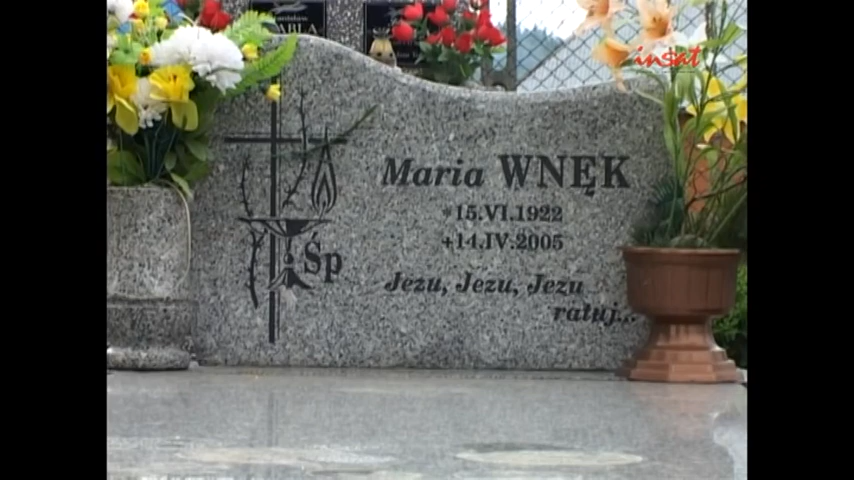 insat
Maria WNĘK
*15.VI.1922
+14.IV.2005
Śp
Jezu, Jezu, Jezu
ratuj...